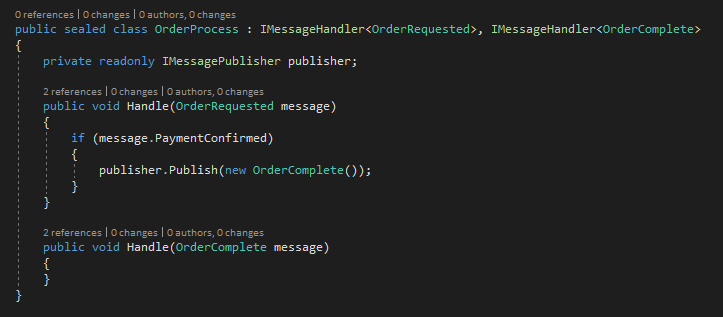 0 references | 0 changes | 0 authors, 0 changes
public sealed class OrderProcess : IMessageHandler<OrderRequested>, IMessageHandler<OrderComplete>
{
    private readonly IMessagePublisher publisher;
    2 references | 0 changes | 0 authors, 0 changes
    public void Handle(OrderRequested message)
    {
        if (message.PaymentConfirmed)
        {
            publisher.Publish(new OrderComplete());
        }
    }
    2 references | 0 changes | 0 authors, 0 changes
    public void Handle(OrderComplete message)
    {
    }
}